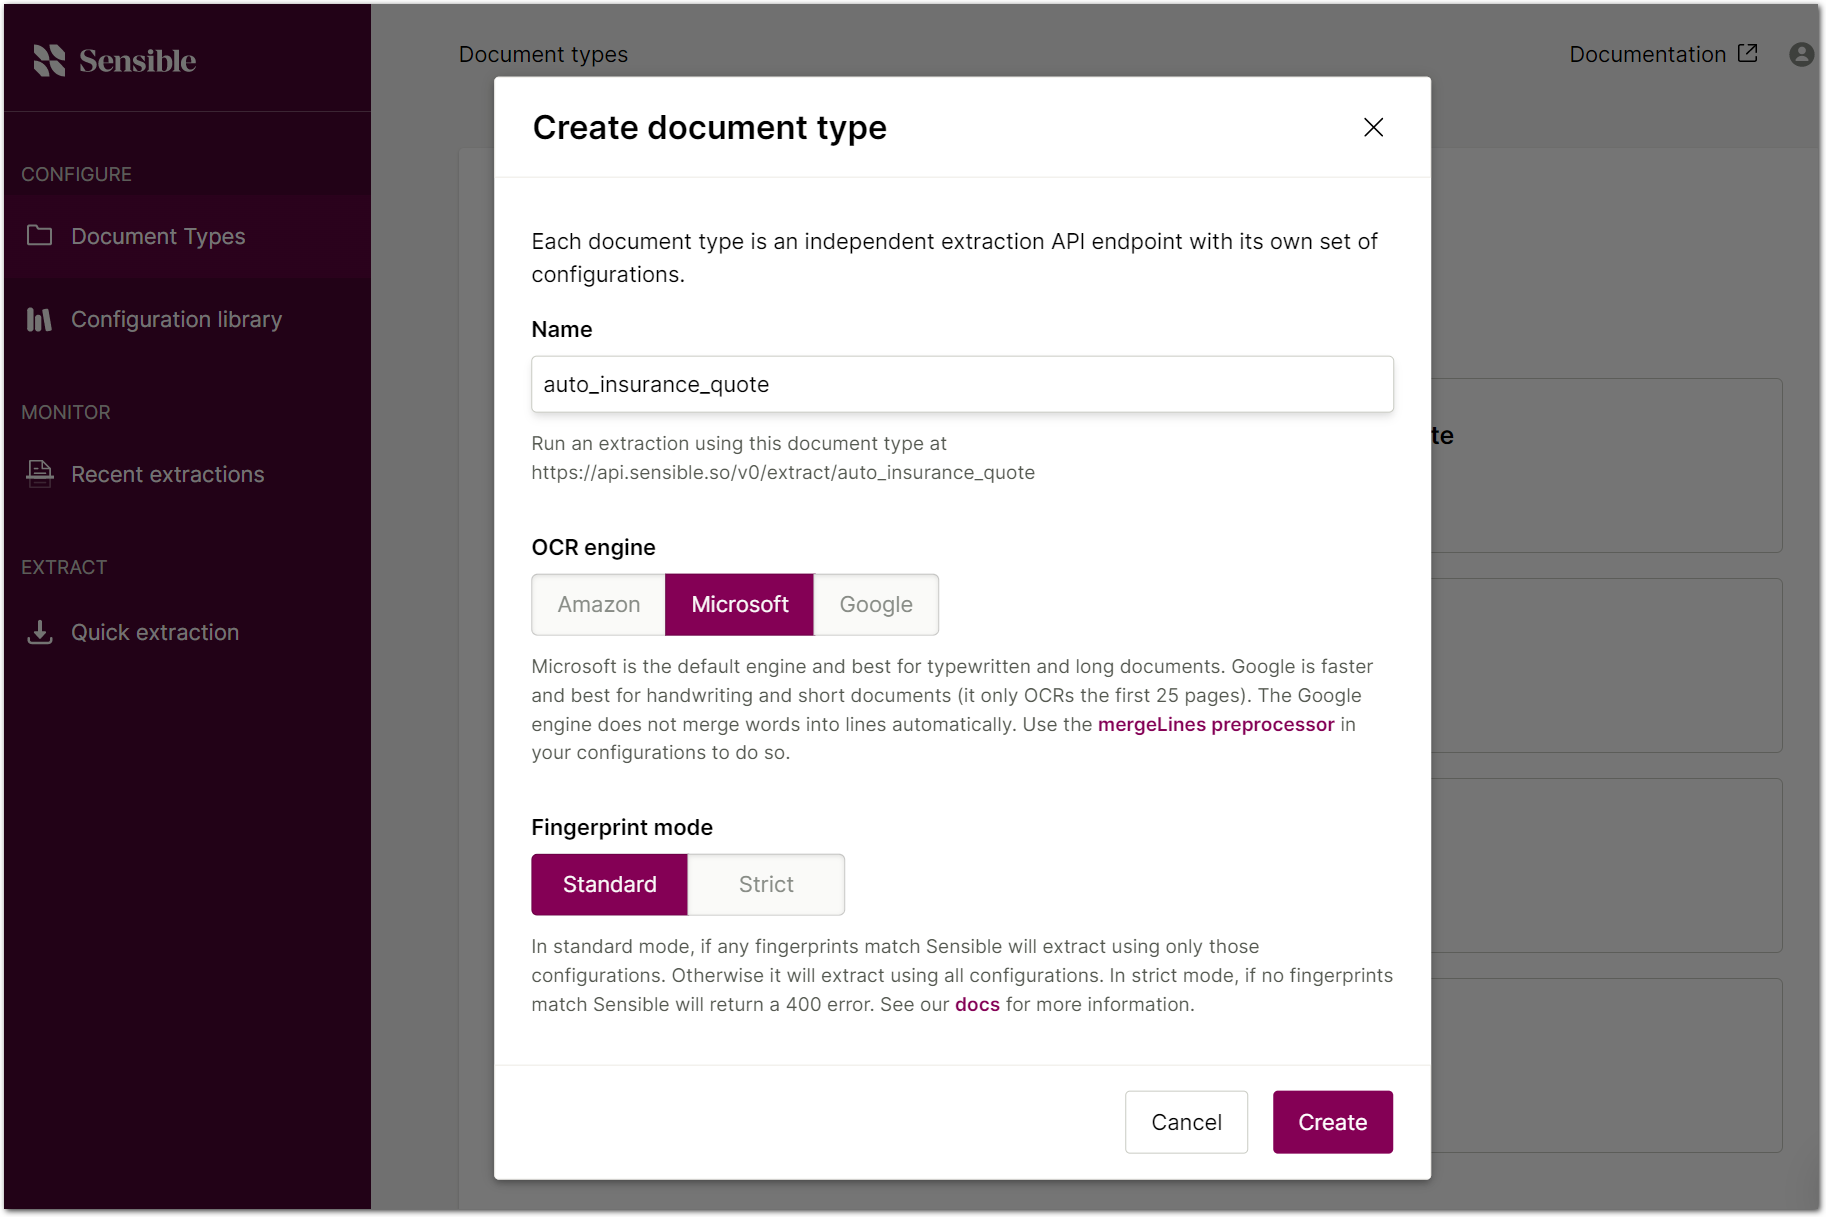 Sensible
CONFIGURE
Document Types
Configuration library
MONITOR
Recent extractions
EXTRACT
Quick extraction
Document types
Documentation
Create document type
Each document type is an independent extraction API endpoint with its own set of
configurations.
Name
auto_insurance_quote
Run an extraction using this document type at
https://api.sensible.so/v0/extract/auto_insurance_quote
OCR engine
Amazon Microsoft Google
Microsoft is the default engine and best for typewritten and long documents. Google is faster
and best for handwriting and short documents (it only OCRs the first 25 pages). The Google
engine does not merge words into lines automatically. Use the mergeLines preprocessor in
your configurations to do so.
Fingerprint mode
Standard Strict
In standard mode, if any fingerprints match Sensible will extract using only those
configurations. Otherwise it will extract using all configurations. In strict mode, if no fingerprints
match Sensible will return a 400 error. See our docs for more information.
Cancel Create
te